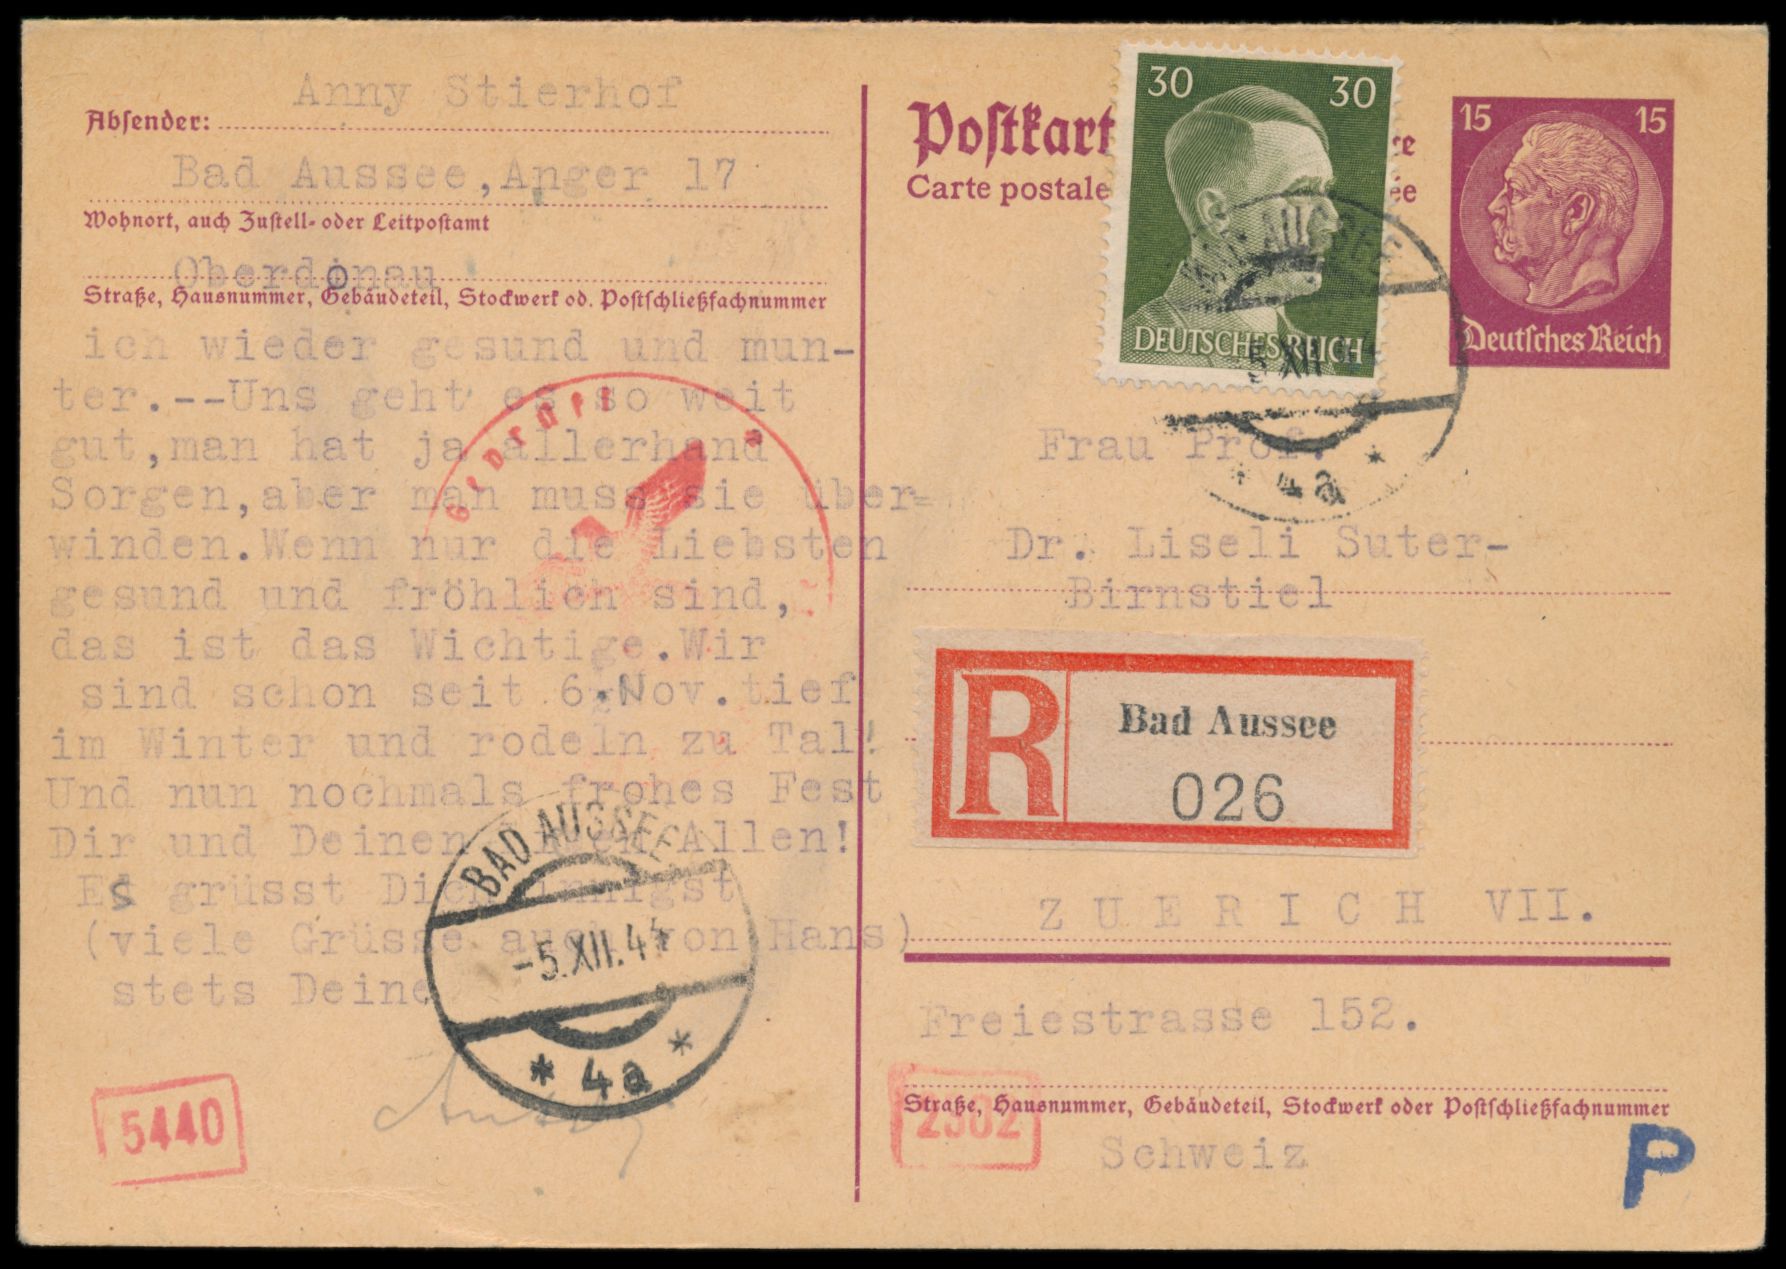 Anny Stierhof
Absender:
Bad Aussee, Anger 17
Wohnort, auch Zustell- oder Leitpostamt
Oberdonau
Straße, Hausnummer, Gebäudeteil, Stockwerk od. Postschließfachnummer
ich wieder gesund und mun-
ter.--Uns geht es so weit
gut,man hat ja allerhand
Sorgen,aber man muss sie über=
winden.Wenn nur die Liebsten
gesund und fröhlich sind,
das ist das Wichtige.Wir
sind schon seit 6.Nov.tief
im Winter und rodeln zu Tal!
Und nun nochmals frohes Fest
Dir und Deinen Allen!
Es grüsst Dich innigst
(viele Grüsse auch von Hans)
stets Deine
BAD AUSSEE
-5.XII.44
* 4a *
5440
Postkart
Carte postale
30 30
DEUTSCHES REICH
15 15
Deutsches Reich
AUSSEE
5.XII
* 4a *
Frau Prof.
Dr. Liseli Suter-
Birnstiel
R
Bad Aussee
026
ZUERICH VII.
Freiestrasse 152.
Straße, Hausnummer, Gebäudeteil, Stockwerk oder Postschließfachnummer
Schweiz
P